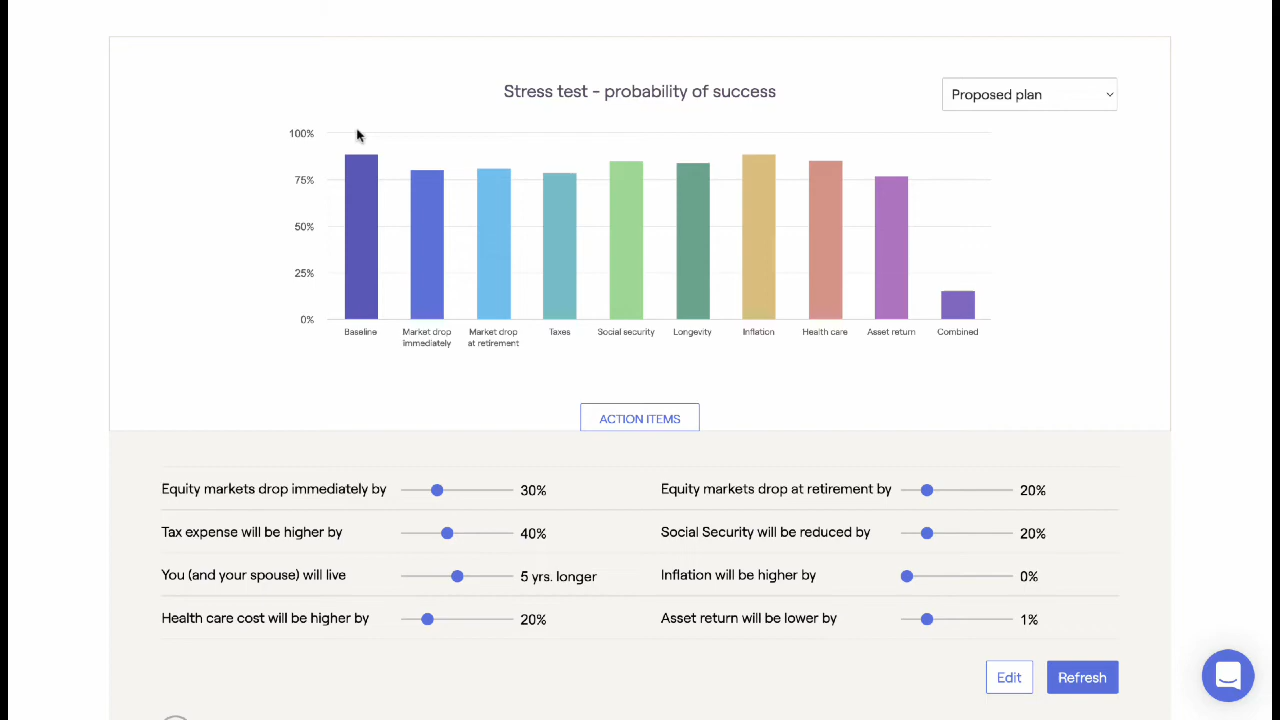 Stress test - probability of success
Proposed plan
100%
75%
50%
25%
0%
Baseline
Market drop
immediately
Market drop
at retirement
Taxes
Social security
Longevity
Inflation
Health care
Asset return
Combined
ACTION ITEMS
Equity markets drop immediately by 30%
Equity markets drop at retirement by 20%
Tax expense will be higher by 40%
Social Security will be reduced by 20%
You (and your spouse) will live 5 yrs. longer
Inflation will be higher by 0%
Health care cost will be higher by 20%
Asset return will be lower by 1%
Edit
Refresh